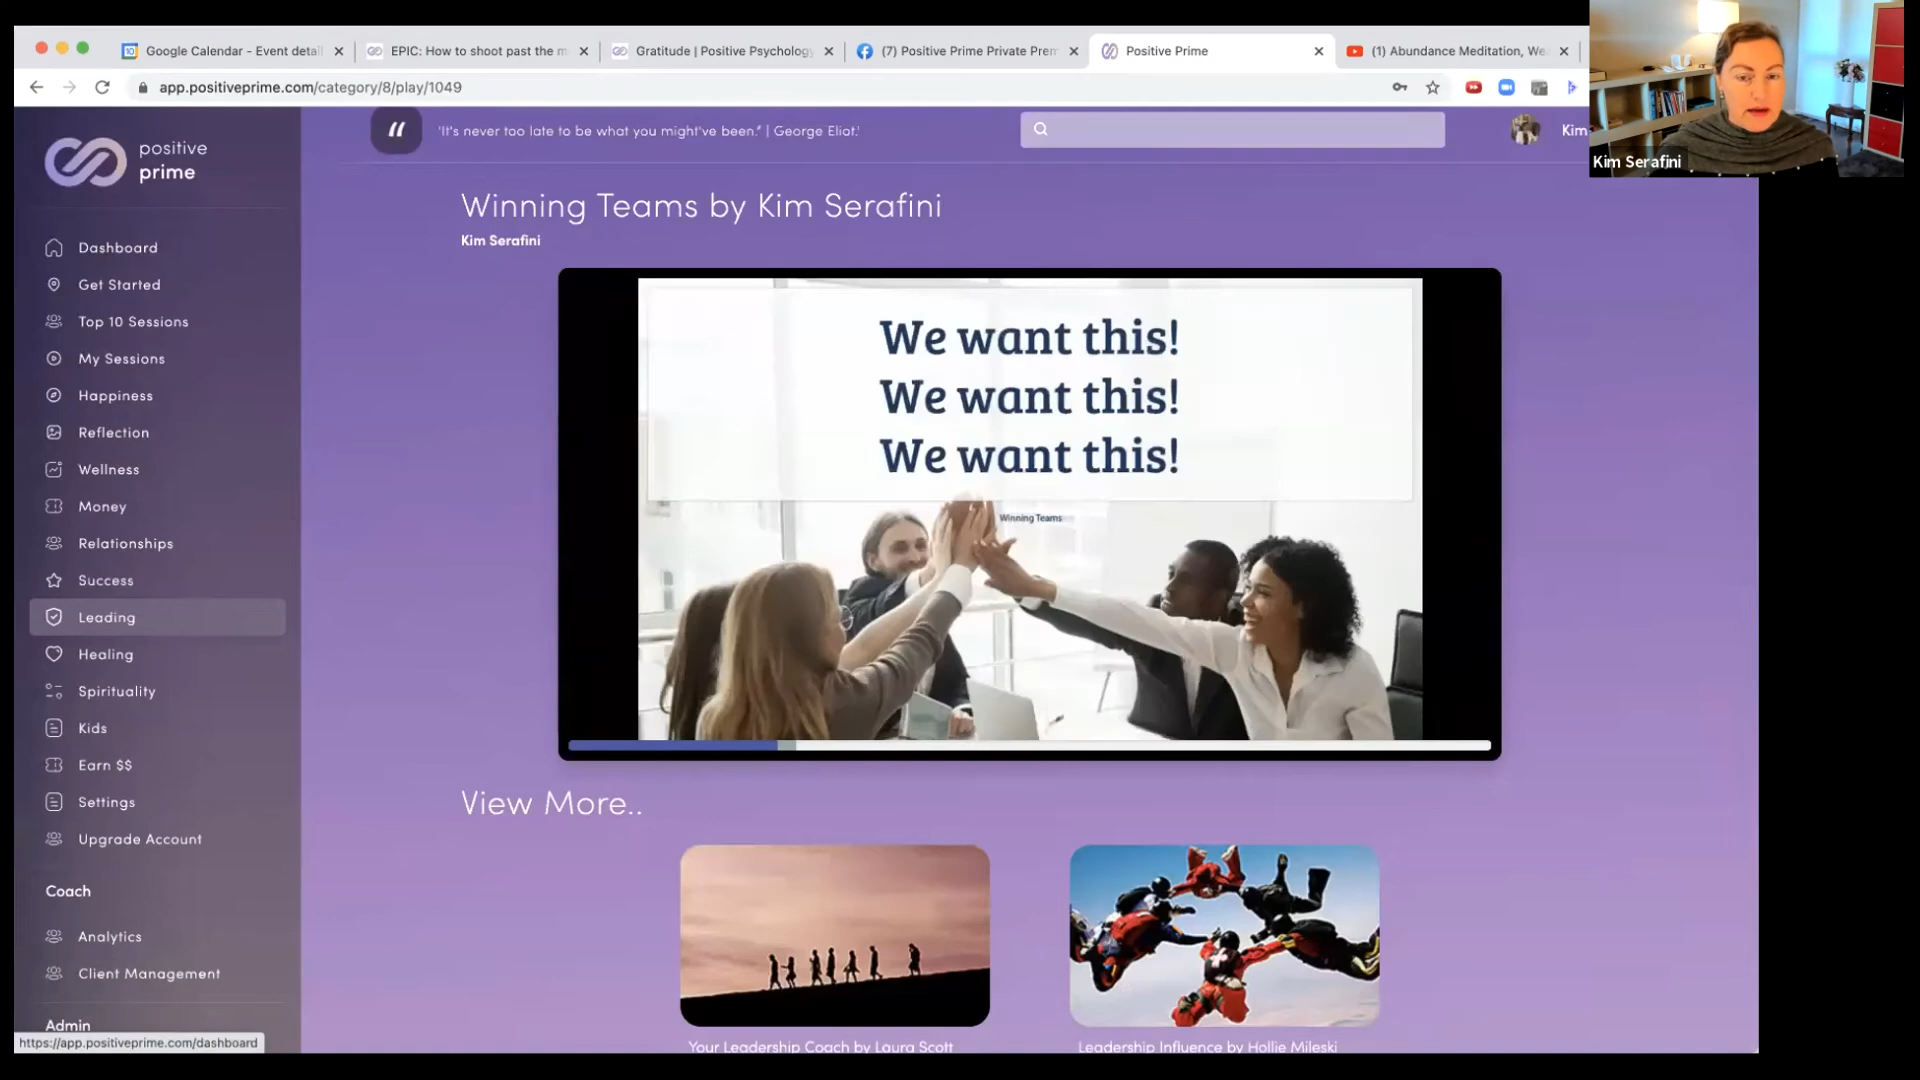 Google Calendar - Event detai
EPIC: How to shoot past the m
Gratitude | Positive Psychology
(7) Positive Prime Private Prem
Positive Prime
(1) Abundance Meditation, We
app.positiveprime.com/category/8/play/1049
positive
prime
"
'It's never too late to be what you might've been." | George Eliot.'
Kim
Kim Serafini
Winning Teams by Kim Serafini
Kim Serafini
Dashboard
Get Started
Top 10 Sessions
My Sessions
Happiness
Reflection
Wellness
Money
Relationships
Success
Leading
Healing
Spirituality
Kids
Earn $$
Settings
Upgrade Account
Coach
Analytics
Client Management
Admin
https://app.positiveprime.com/dashboard
We want this!
We want this!
We want this!
Winning Teams
View More..
Your Leadership Coach by Laura Scott
Leadership Influence by Hollie Mileski